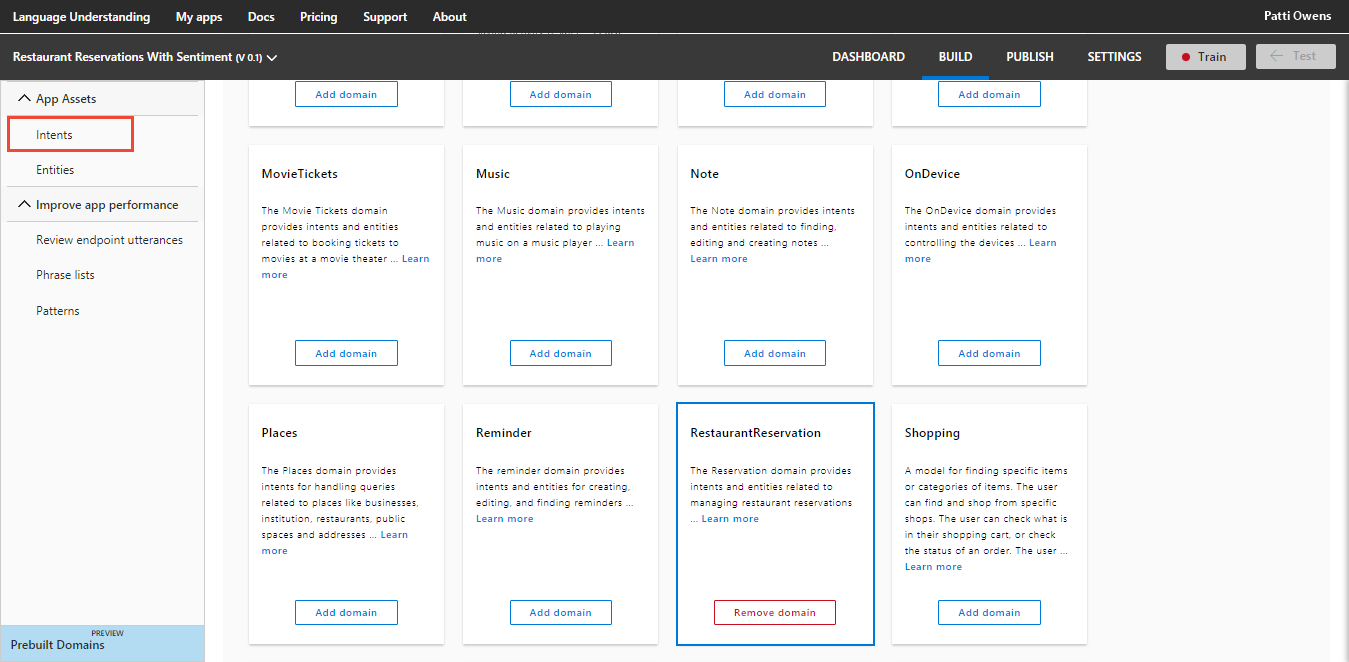 Language Understanding My apps Docs Pricing Support About Patti Owens
Restaurant Reservations With Sentiment (V 0.1) DASHBOARD BUILD PUBLISH SETTINGS Train Test
App Assets
Intents
Entities
Improve app performance
Review endpoint utterances
Phrase lists
Patterns
PREVIEW
Prebuilt Domains
Add domain Add domain Add domain Add domain
MovieTickets
The Movie Tickets domain
provides intents and entities
related to booking tickets to
movies at a movie theater ... Learn
more
Add domain
Music
The Music domain provides intents
and entities related to playing
music on a music player ... Learn
more
Add domain
Note
The Note domain provides intents
and entities related to finding,
editing and creating notes ...
Learn more
Add domain
OnDevice
The OnDevice domain provides
intents and entities related to
controlling the devices ... Learn
more
Add domain
Places
The Places domain provides
intents for handling queries
related to places like businesses,
institution, restaurants, public
spaces and addresses ... Learn
more
Add domain
Reminder
The reminder domain provides
intents and entities for creating,
editing, and finding reminders ...
Learn more
Add domain
RestaurantReservation
The Reservation domain provides
intents and entities related to
managing restaurant reservations
... Learn more
Remove domain
Shopping
A model for finding specific items
or categories of items. The user
can find and shop from specific
shops. The user can check what is
in their shopping cart, or check
the status of an order. The user ...
Learn more
Add domain